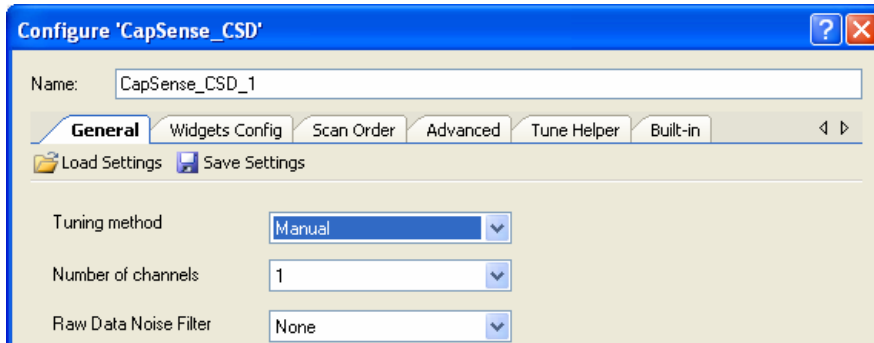 Configure 'CapSense_CSD'
Name: CapSense_CSD_1
General Widgets Config Scan Order Advanced Tune Helper Built-in
Load Settings Save Settings
Tuning method Manual
Number of channels 1
Raw Data Noise Filter None